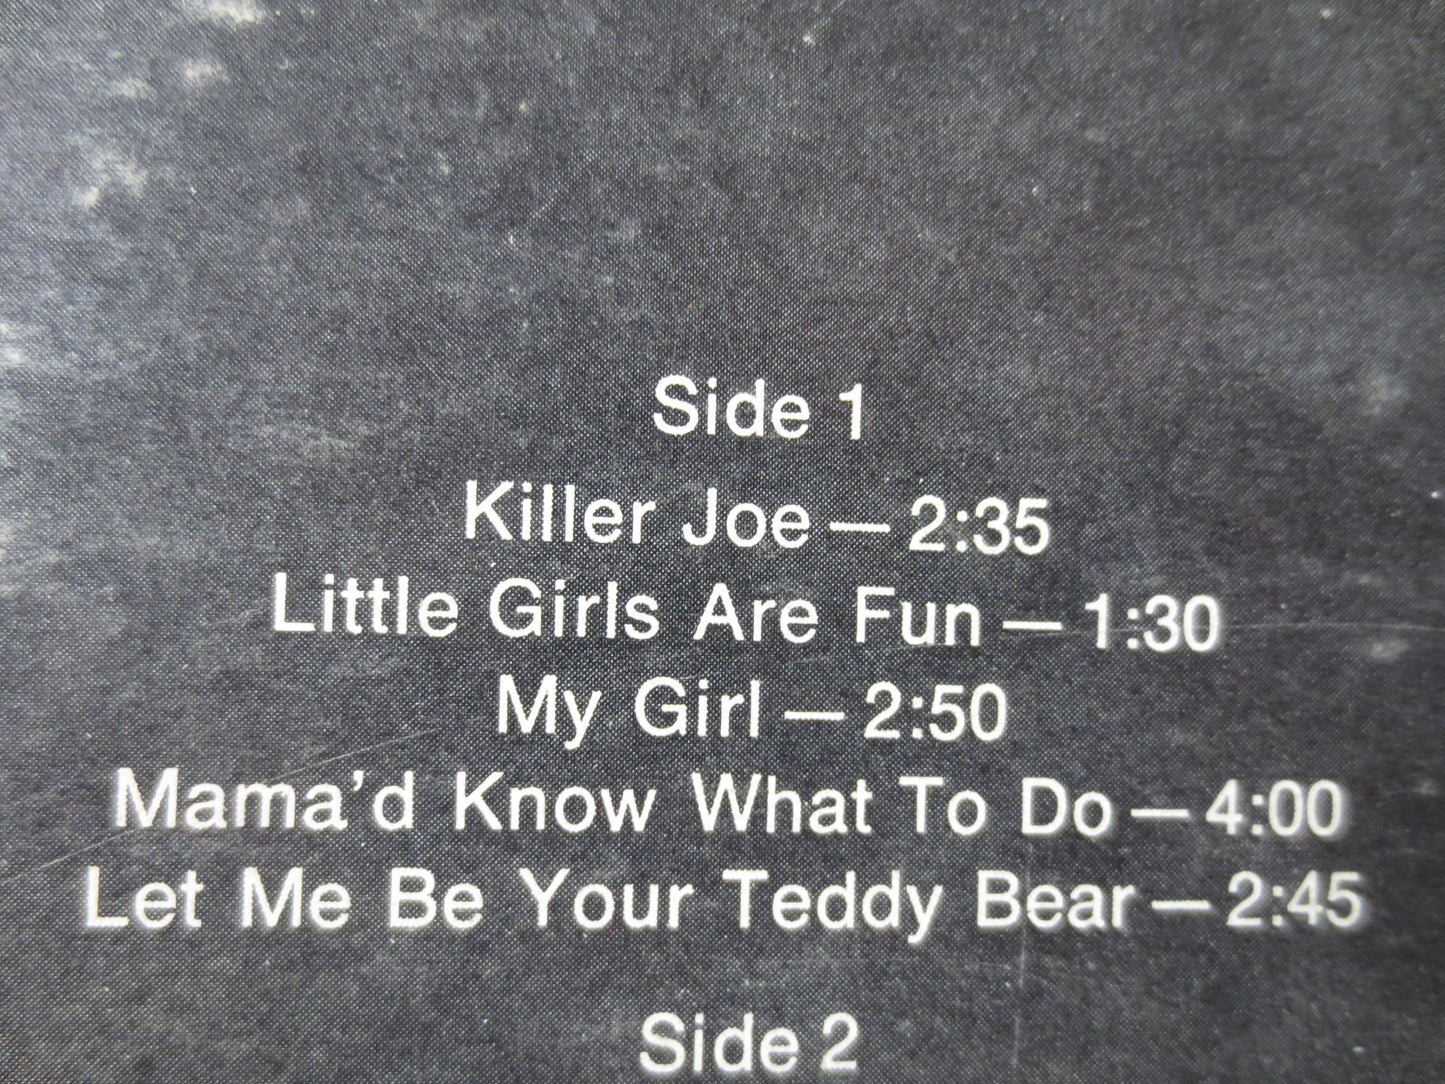 Side 1
Killer Joe — 2:35
Little Girls Are Fun — 1:30
My Girl — 2:50
Mama'd Know What To Do — 4:00
Let Me Be Your Teddy Bear — 2:45
Side 2